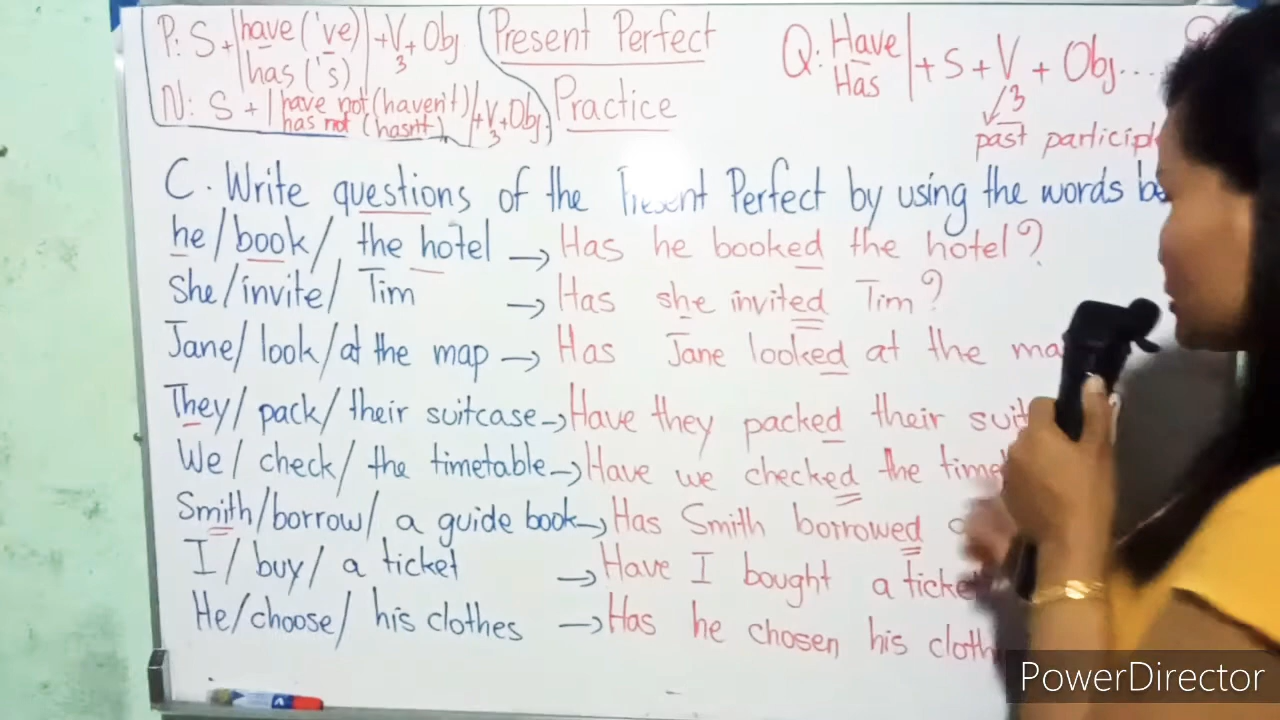 P: S + have ('ve) + V3 + Obj
has ('s)
N: S + have not (haven't) + V3 + Obj.
has not (hasn't)
Present Perfect
Practice
Q: Have + S + V3 + Obj....
Has
past participl
C. Write questions of the Present Perfect by using the words be
he/book/ the hotel → Has he booked the hotel?
She/invite/ Tim → Has she invited Tim?
Jane/ look/at the map → Has Jane looked at the ma
They/ pack/ their suitcase → Have they packed their suit
We/ check/ the timetable → Have we checked the time
Smith/borrow/ a guide book → Has Smith borrowed a
I/ buy/ a ticket → Have I bought a ticket
He/choose/ his clothes → Has he chosen his cloth
PowerDirector